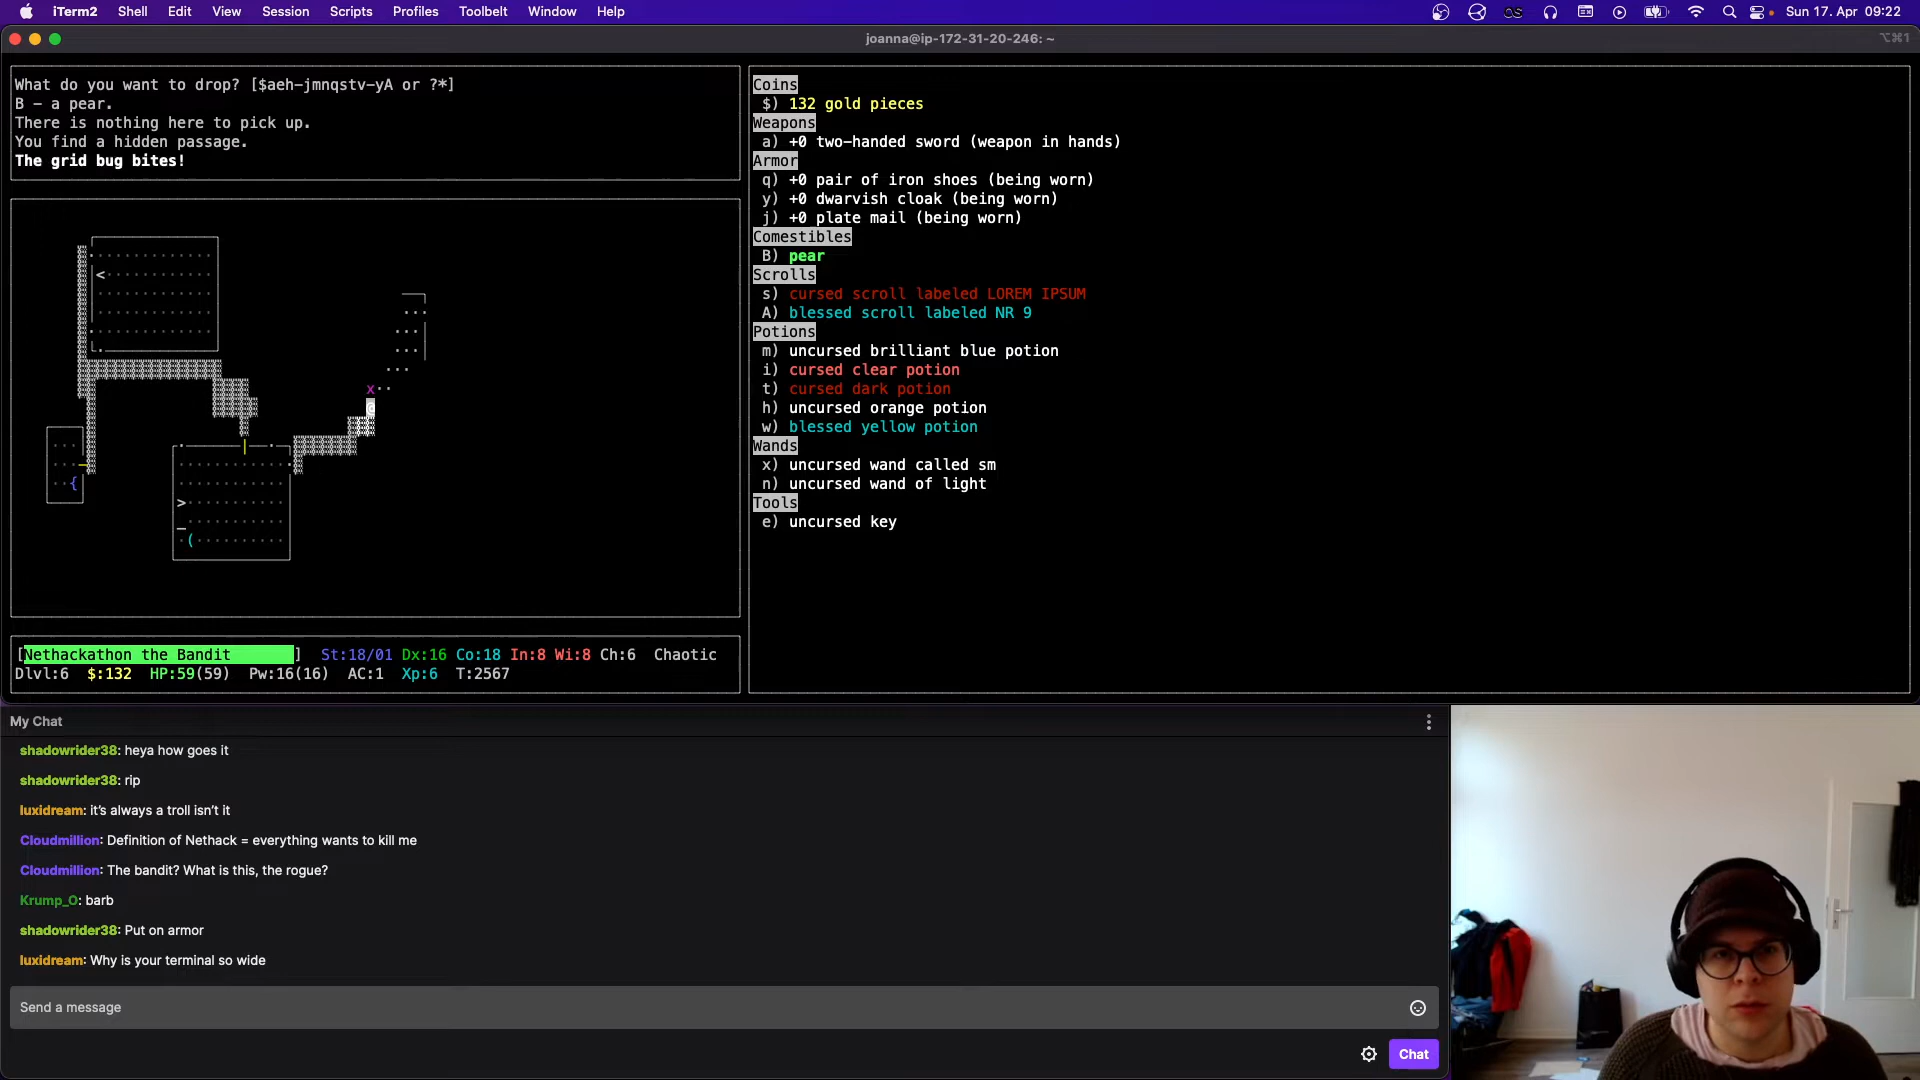 iTerm2 Shell Edit View Session Scripts Profiles Toolbelt Window Help
Sun 17. Apr 09:22
joanna@ip-172-31-20-246: ~
⌥⌘1
What do you want to drop? [$aeh-jmnqstv-yA or ?*]
B - a pear.
There is nothing here to pick up.
You find a hidden passage.
The grid bug bites!
[Nethackathon the Bandit ] St:18/01 Dx:16 Co:18 In:8 Wi:8 Ch:6 Chaotic
Dlvl:6 $:132 HP:59(59) Pw:16(16) AC:1 Xp:6 T:2567
Coins
$) 132 gold pieces
Weapons
a) +0 two-handed sword (weapon in hands)
Armor
q) +0 pair of iron shoes (being worn)
y) +0 dwarvish cloak (being worn)
j) +0 plate mail (being worn)
Comestibles
B) pear
Scrolls
s) cursed scroll labeled LOREM IPSUM
A) blessed scroll labeled NR 9
Potions
m) uncursed brilliant blue potion
i) cursed clear potion
t) cursed dark potion
h) uncursed orange potion
w) blessed yellow potion
Wands
x) uncursed wand called sm
n) uncursed wand of light
Tools
e) uncursed key
My Chat
shadowrider38: heya how goes it
shadowrider38: rip
luxidream: it's always a troll isn't it
Cloudmillion: Definition of Nethack = everything wants to kill me
Cloudmillion: The bandit? What is this, the rogue?
Krump_O: barb
shadowrider38: Put on armor
luxidream: Why is your terminal so wide
Send a message
Chat